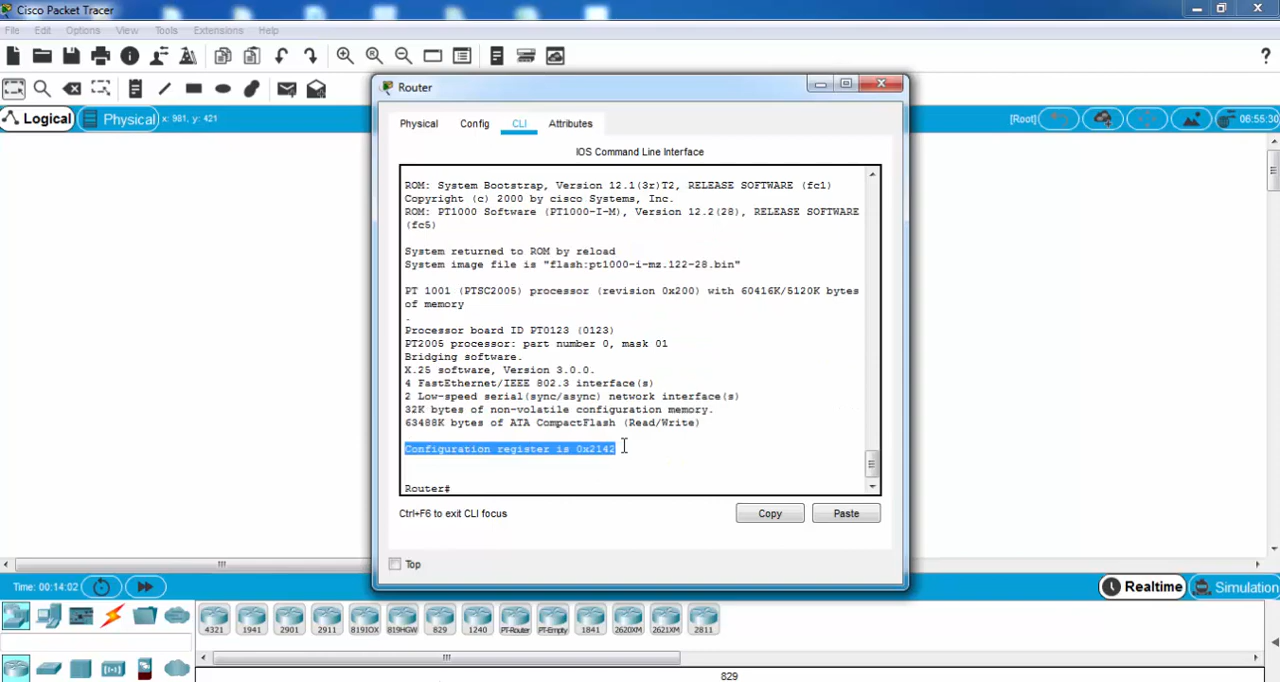 Cisco Packet Tracer
File Edit Options View Tools Extensions Help
?
Logical Physical x: 981, y: 421 [Root] 06:55:30
Router
Physical Config CLI Attributes
IOS Command Line Interface
ROM: System Bootstrap, Version 12.1(3r)T2, RELEASE SOFTWARE (fc1)
Copyright (c) 2000 by cisco Systems, Inc.
ROM: PT1000 Software (PT1000-I-M), Version 12.2(28), RELEASE SOFTWARE
(fc5)
System returned to ROM by reload
System image file is "flash:pt1000-i-mz.122-28.bin"
PT 1001 (PTSC2005) processor (revision 0x200) with 60416K/5120K bytes
of memory
.
Processor board ID PT0123 (0123)
PT2005 processor: part number 0, mask 01
Bridging software.
X.25 software, Version 3.0.0.
4 FastEthernet/IEEE 802.3 interface(s)
2 Low-speed serial(sync/async) network interface(s)
32K bytes of non-volatile configuration memory.
63488K bytes of ATA CompactFlash (Read/Write)
Configuration register is 0x2142
Router#
Ctrl+F6 to exit CLI focus Copy Paste
Top
Time: 00:14:02 Realtime Simulation
4321 1941 2901 2911 819IOX 819HGW 829 1240 PT-Router PT-Empty 1841 2620XM 2621XM 2811
829